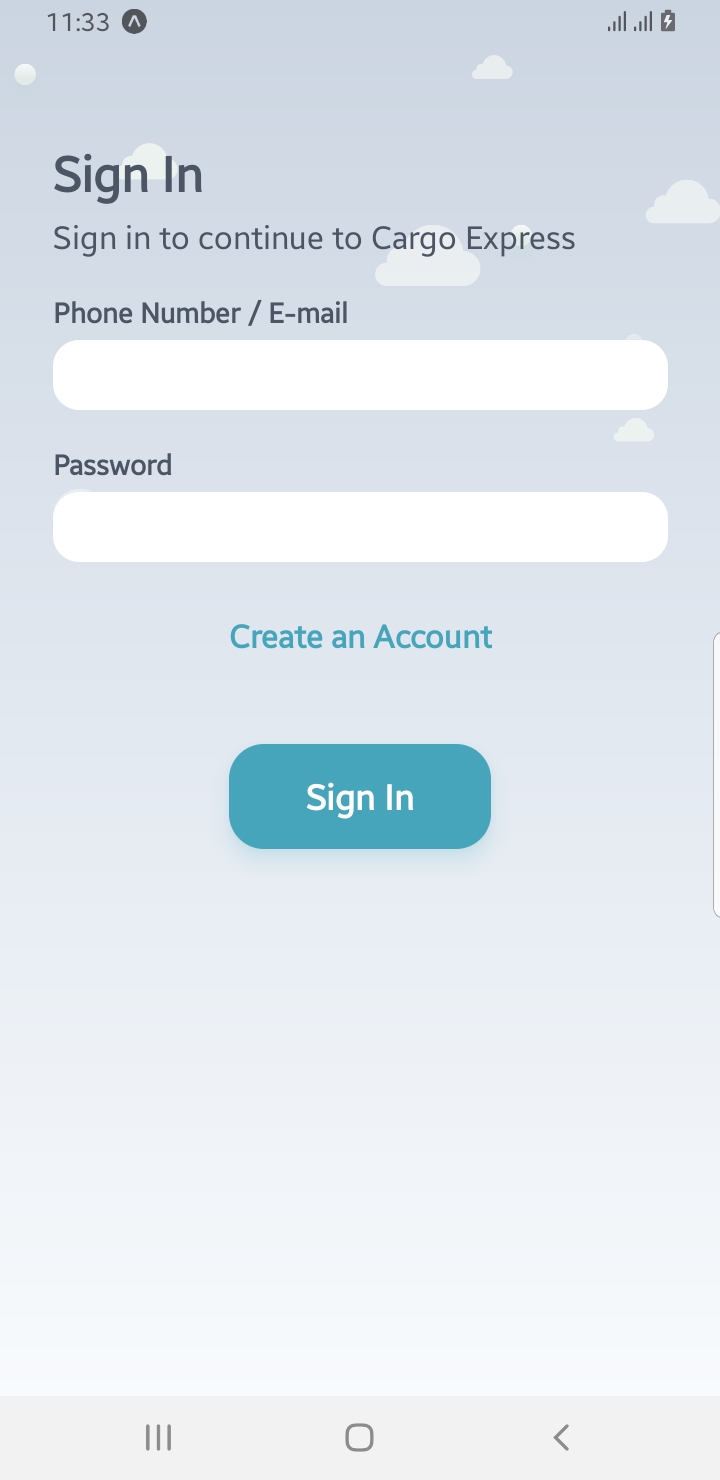 11:33
Sign In
Sign in to continue to Cargo Express
Phone Number / E-mail
Password
Create an Account
Sign In